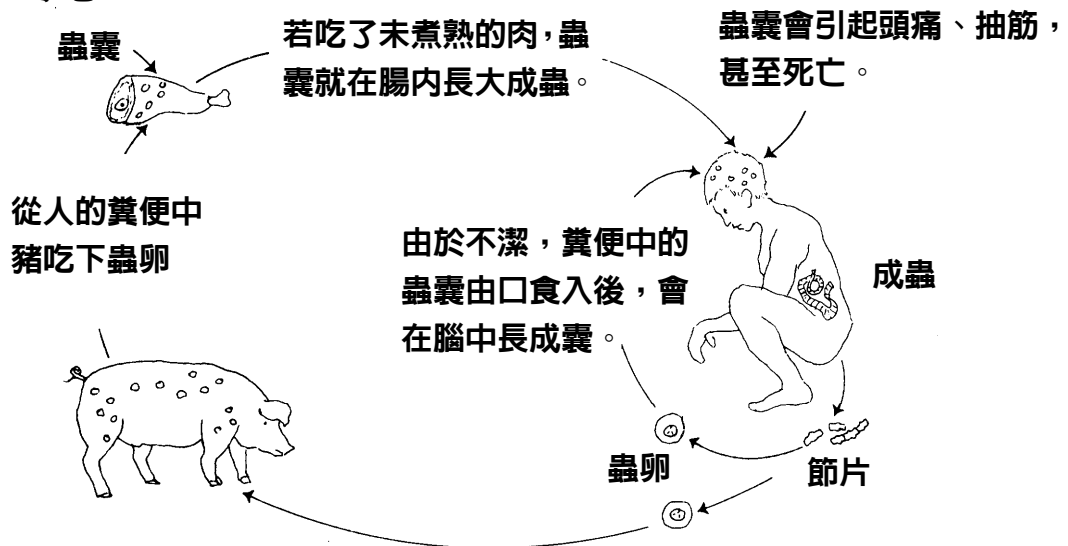 蟲囊
若吃了未煮熟的肉，蟲
囊就在腸内長大成蟲。
蟲囊會引起頭痛、抽筋，
甚至死亡。
從人的糞便中
豬吃下蟲卵
由於不潔，糞便中的
蟲囊由口食入後，會
在腦中長成囊。
成蟲
蟲卵
節片